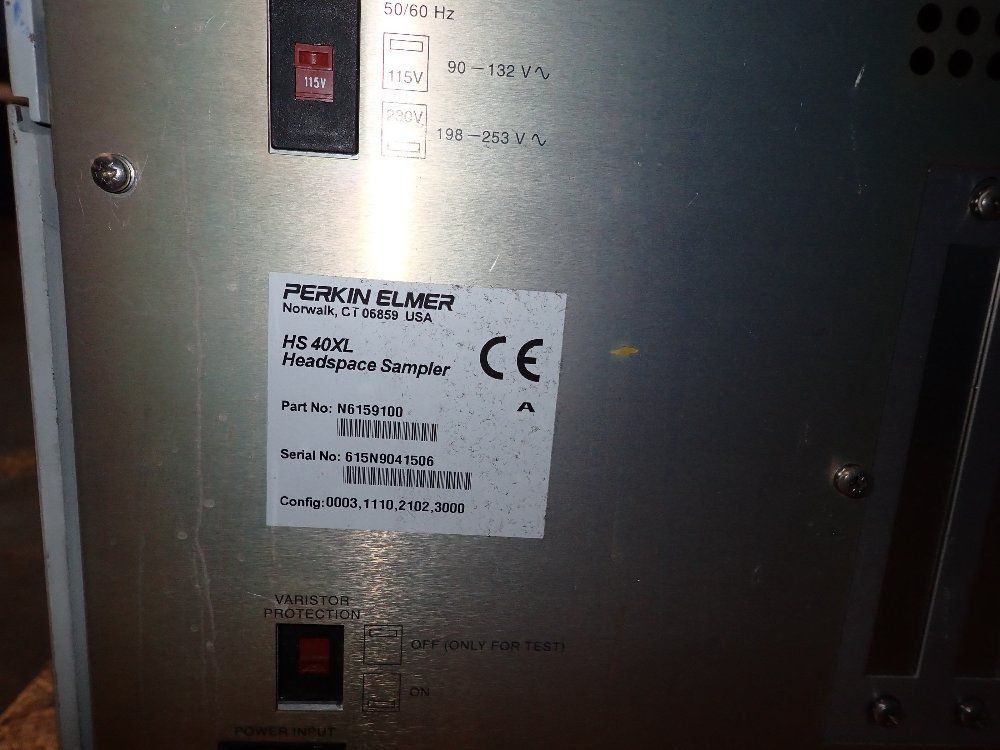 50/60 Hz
115V
115V
90 – 132 V ∿
230V
198 – 253 V ∿
PERKIN ELMER
Norwalk, CT 06859 USA
HS 40XL
Headspace Sampler
CE
A
Part No: N6159100
Serial No: 615N9041506
Config:0003,1110,2102,3000
VARISTOR
PROTECTION
OFF (ONLY FOR TEST)
ON
POWER INPUT